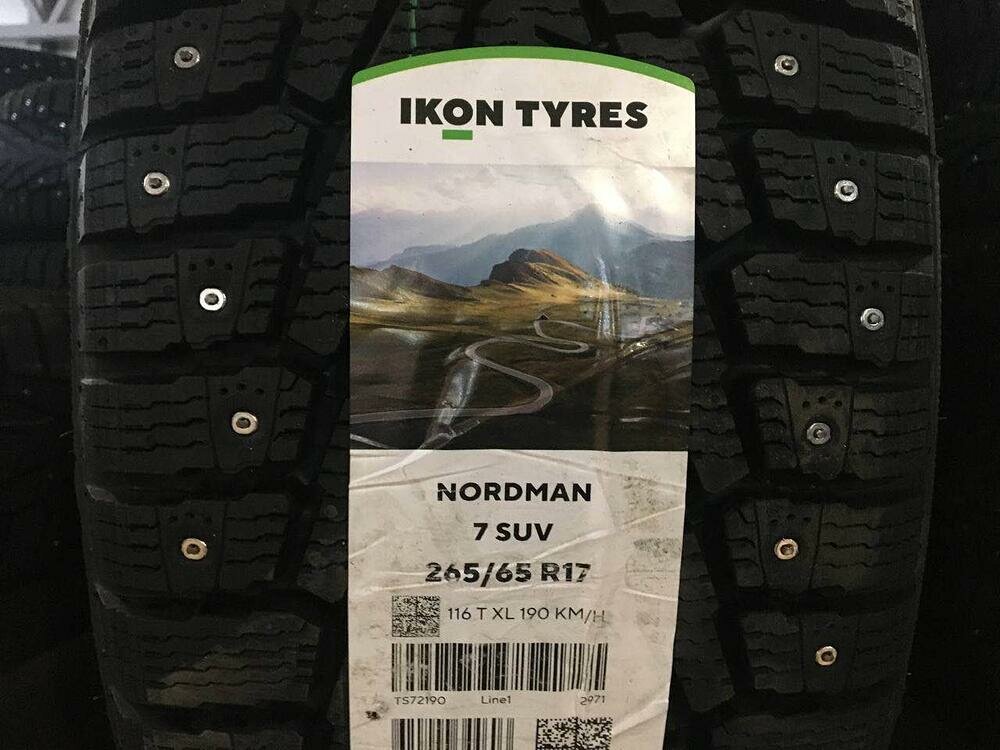 IKON TYRES
NORDMAN
7 SUV
265/65 R17
116 T XL 190 KM/H
TS72190 Line1 2971